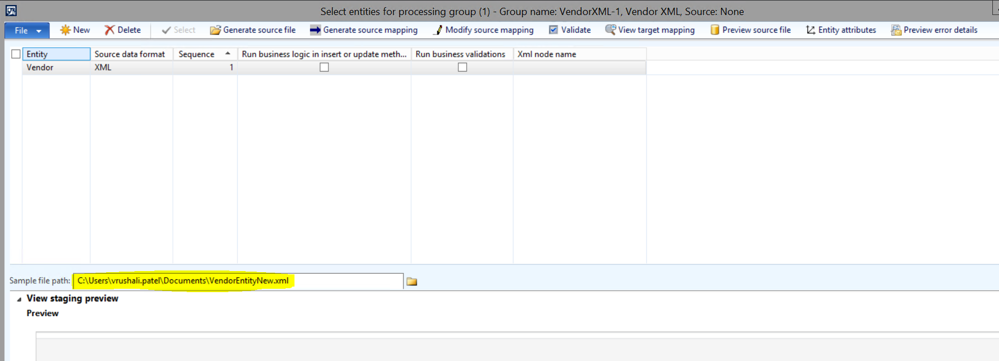 Select entities for processing group (1) - Group name: VendorXML-1, Vendor XML, Source: None
File New Delete Select Generate source file Generate source mapping Modify source mapping Validate View target mapping Preview source file Entity attributes Preview error details
Entity Source data format Sequence Run business logic in insert or update meth... Run business validations Xml node name
Vendor XML 1
Sample file path: C:\Users\vrushali.patel\Documents\VendorEntityNew.xml
View staging preview
Preview